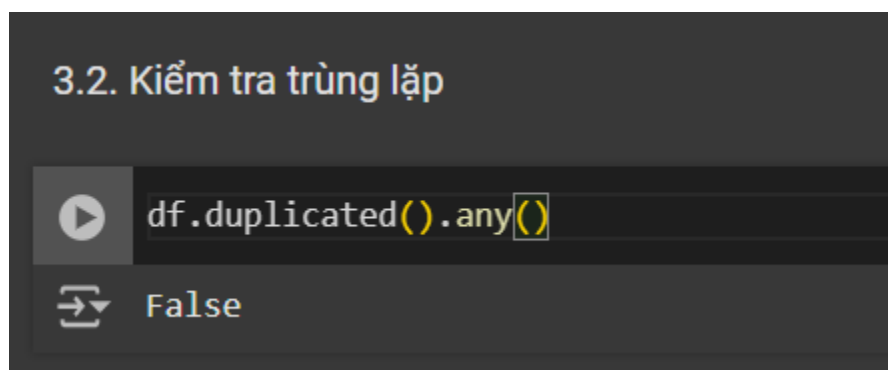 3.2. Kiểm tra trùng lặp
df.duplicated().any()
False